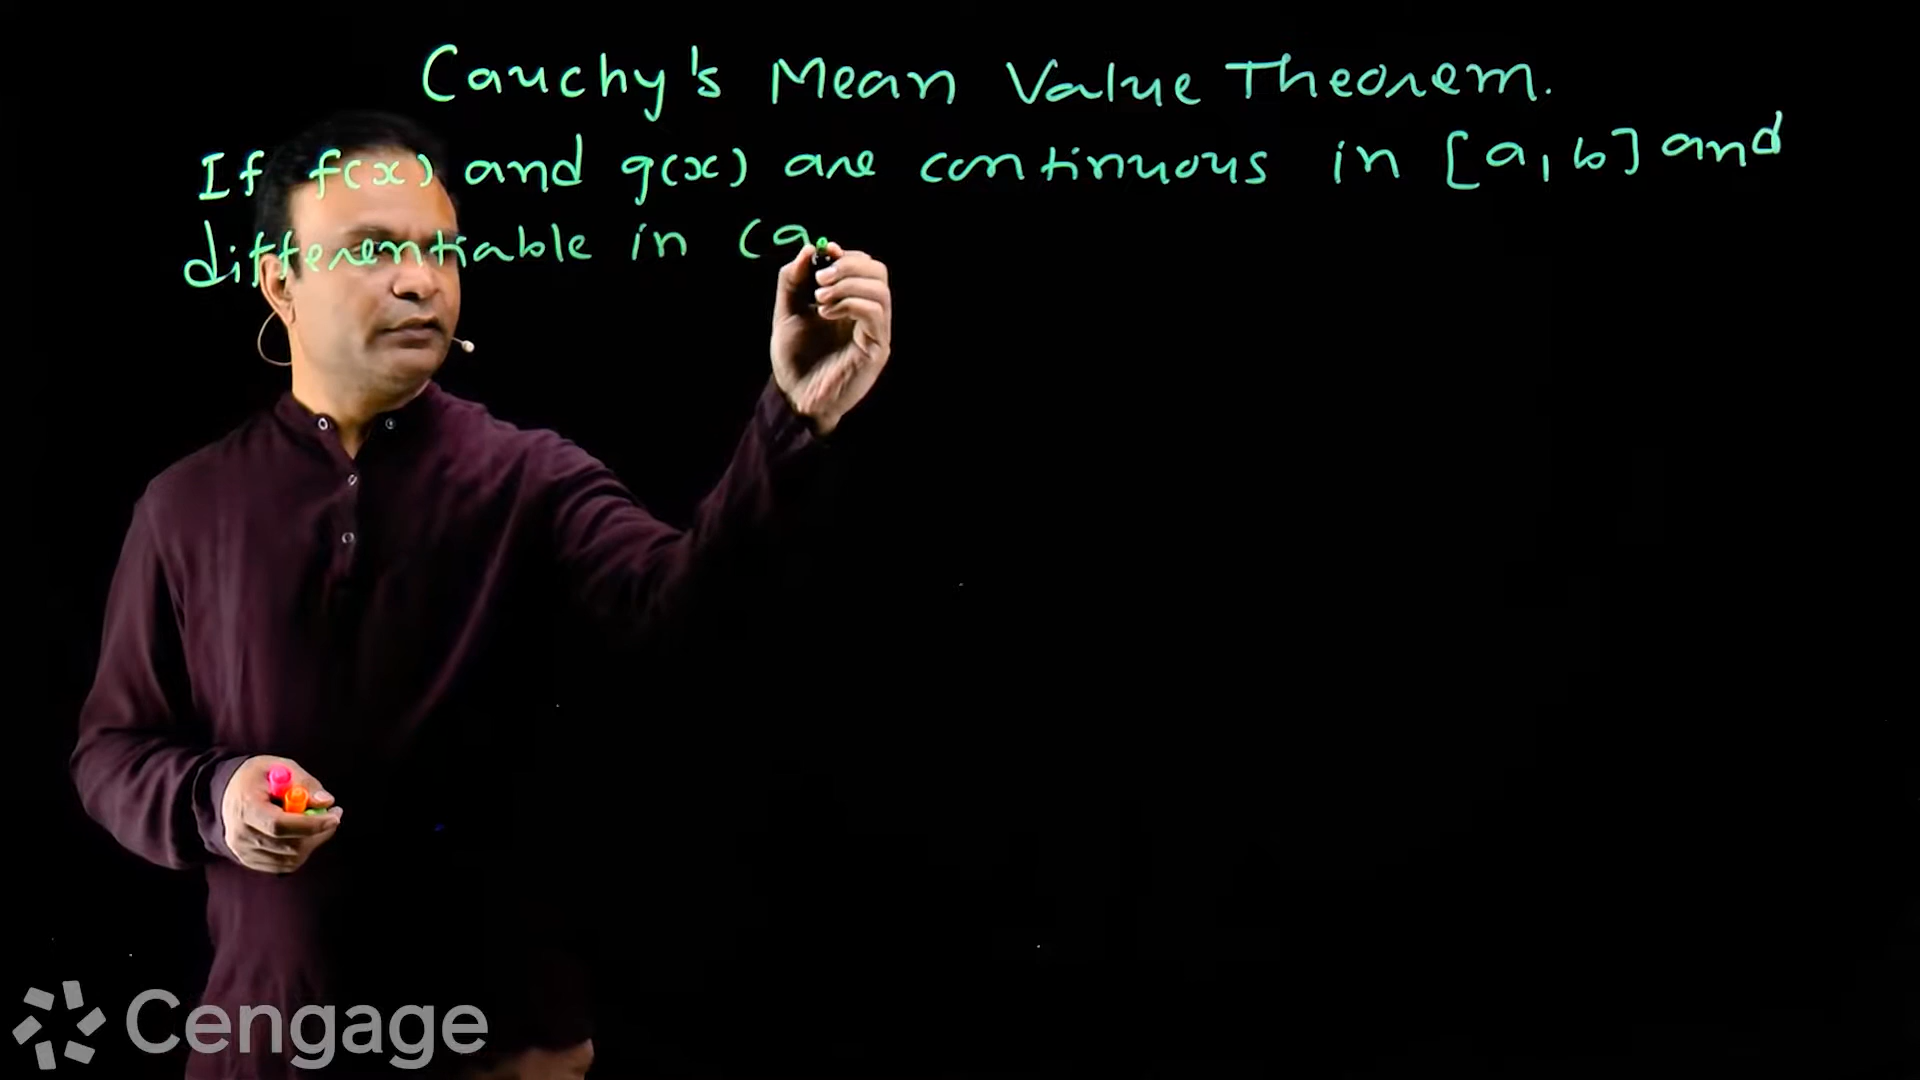 Cauchy's Mean Value Theorem.
If f(x) and g(x) are continuous in [a, b] and
differentiable in (a
Cengage